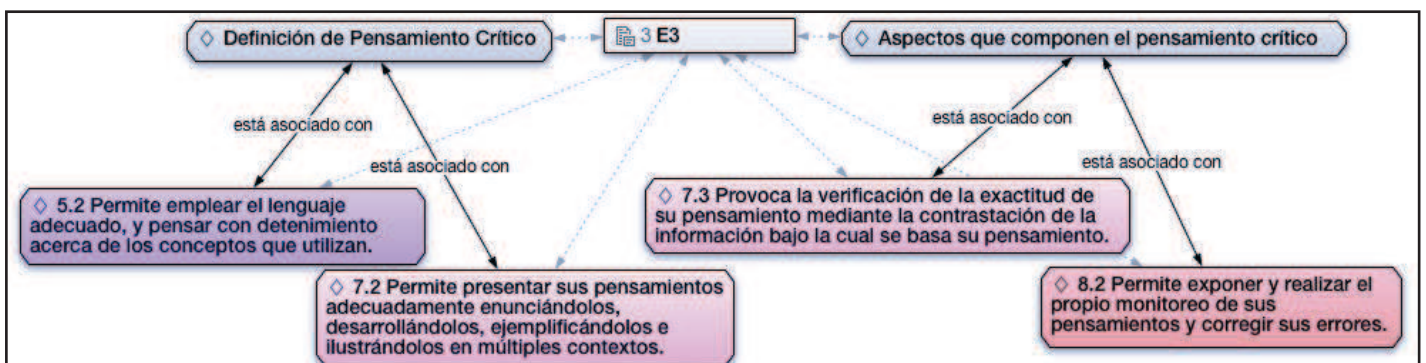 ◇ Definición de Pensamiento Crítico
3 E3
◇ Aspectos que componen el pensamiento crítico
está asociado con
está asociado con
está asociado con
está asociado con
◇ 5.2 Permite emplear el lenguaje
adecuado, y pensar con detenimiento
acerca de los conceptos que utilizan.
◇ 7.2 Permite presentar sus pensamientos
adecuadamente enunciándolos,
desarrollándolos, ejemplificándolos e
ilustrándolos en múltiples contextos.
◇ 7.3 Provoca la verificación de la exactitud de
su pensamiento mediante la contrastación de la
información bajo la cual se basa su pensamiento.
◇ 8.2 Permite exponer y realizar el
propio monitoreo de sus
pensamientos y corregir sus errores.